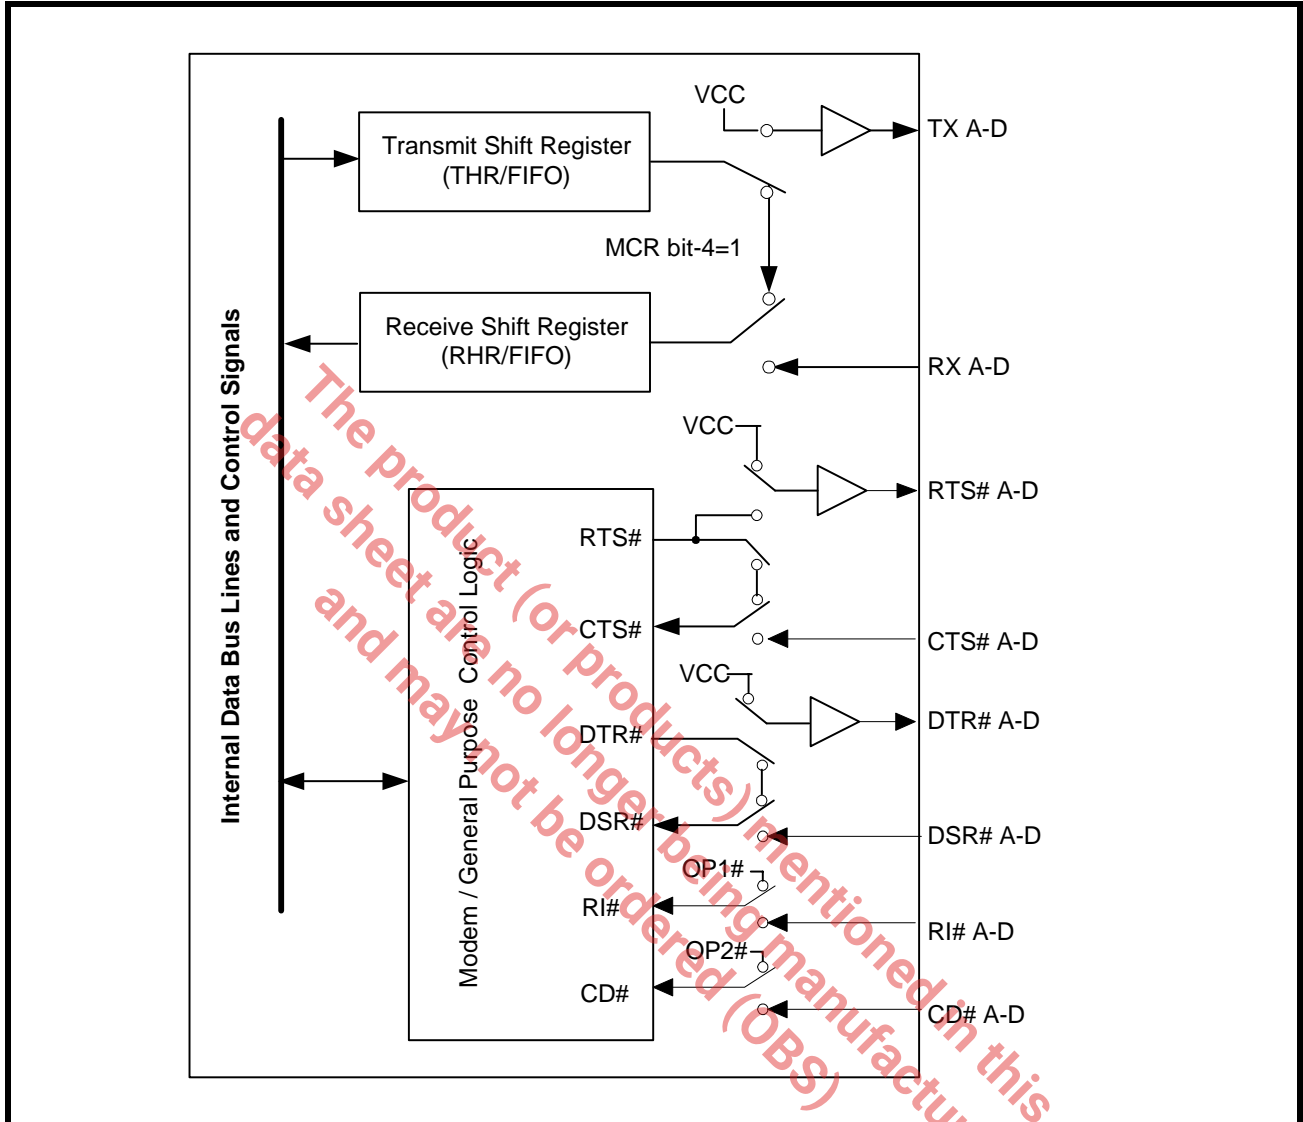 VCC
TX A-D
Transmit Shift Register
(THR/FIFO)
MCR bit-4=1
Receive Shift Register
(RHR/FIFO)
RX A-D
Internal Data Bus Lines and Control Signals
VCC
RTS# A-D
RTS#
CTS#
CTS# A-D
VCC
DTR# A-D
DTR#
DSR#
DSR# A-D
OP1#
RI#
RI# A-D
OP2#
CD#
CD# A-D
Modem / General Purpose Control Logic
The product (or products) mentioned in this
data sheet are no longer being manufactu
and may not be ordered (OBS)